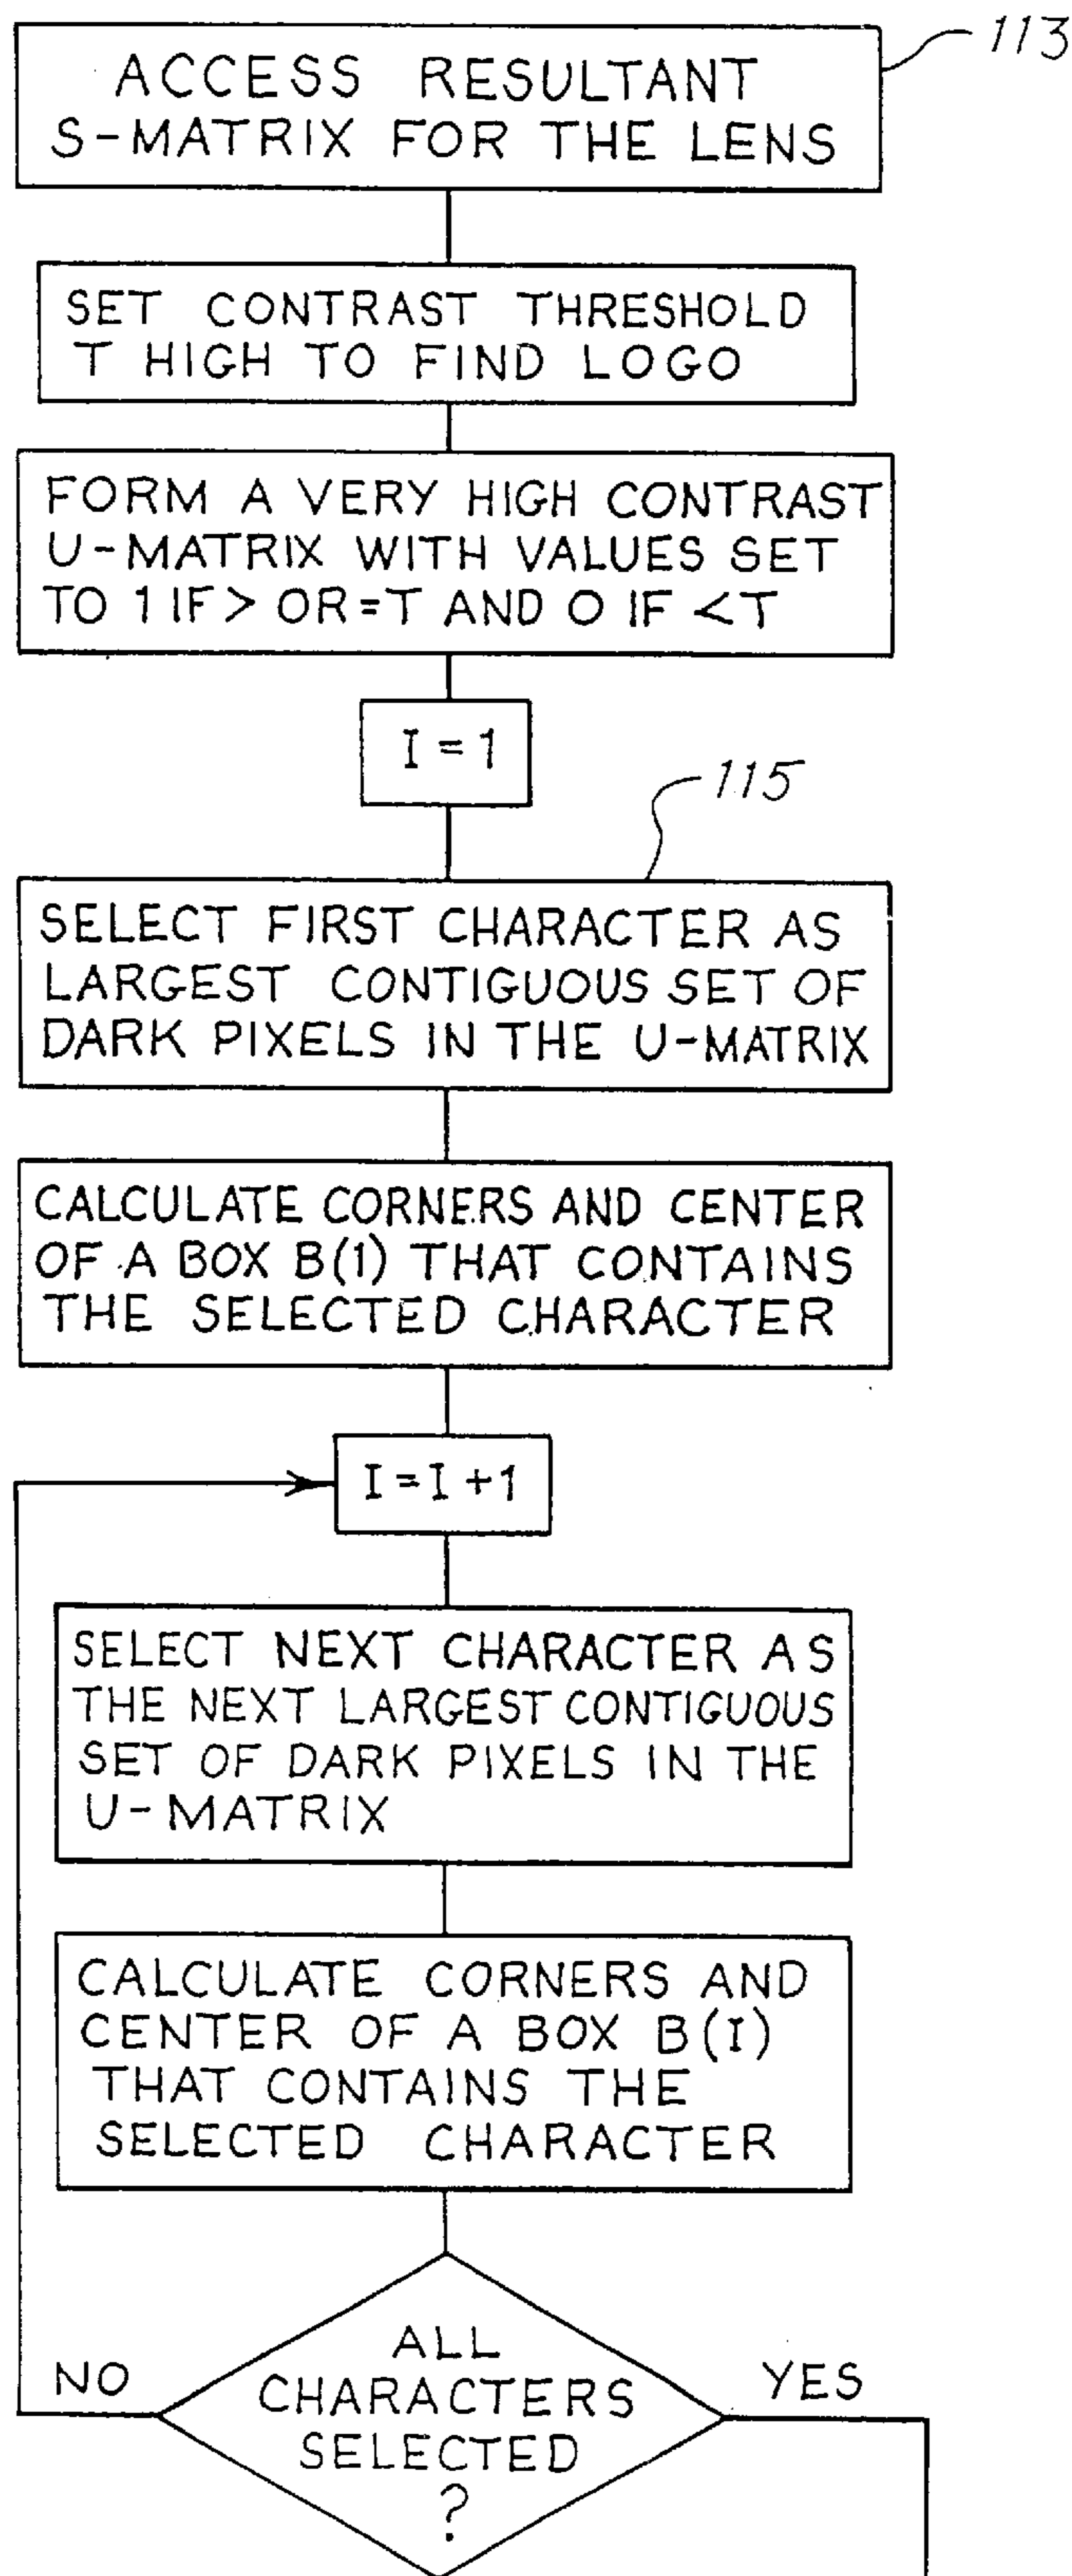 113
ACCESS RESULTANT
S-MATRIX FOR THE LENS
SET CONTRAST THRESHOLD
T HIGH TO FIND LOGO
FORM A VERY HIGH CONTRAST
U-MATRIX WITH VALUES SET
TO 1 IF > OR =T AND 0 IF <T
I = 1
115
SELECT FIRST CHARACTER AS
LARGEST CONTIGUOUS SET OF
DARK PIXELS IN THE U-MATRIX
CALCULATE CORNERS AND CENTER
OF A BOX B(1) THAT CONTAINS
THE SELECTED CHARACTER
I = I + 1
SELECT NEXT CHARACTER AS
THE NEXT LARGEST CONTIGUOUS
SET OF DARK PIXELS IN THE
U-MATRIX
CALCULATE CORNERS AND
CENTER OF A BOX B(I)
THAT CONTAINS THE
SELECTED CHARACTER
NO
YES
ALL
CHARACTERS
SELECTED
?